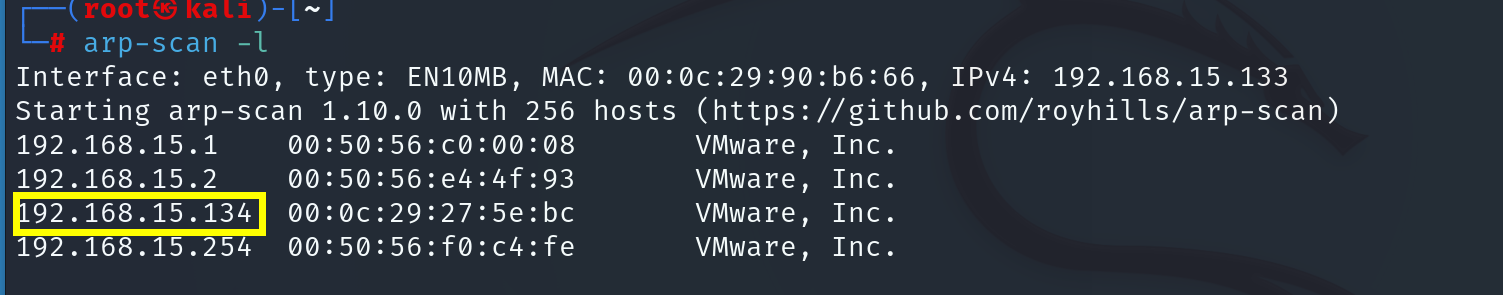 ┌──(root㉿kali)-[~]
└─# arp-scan -l
Interface: eth0, type: EN10MB, MAC: 00:0c:29:90:b6:66, IPv4: 192.168.15.133
Starting arp-scan 1.10.0 with 256 hosts (https://github.com/royhills/arp-scan)
192.168.15.1    00:50:56:c0:00:08       VMware, Inc.
192.168.15.2    00:50:56:e4:4f:93       VMware, Inc.
192.168.15.134  00:0c:29:27:5e:bc       VMware, Inc.
192.168.15.254  00:50:56:f0:c4:fe       VMware, Inc.